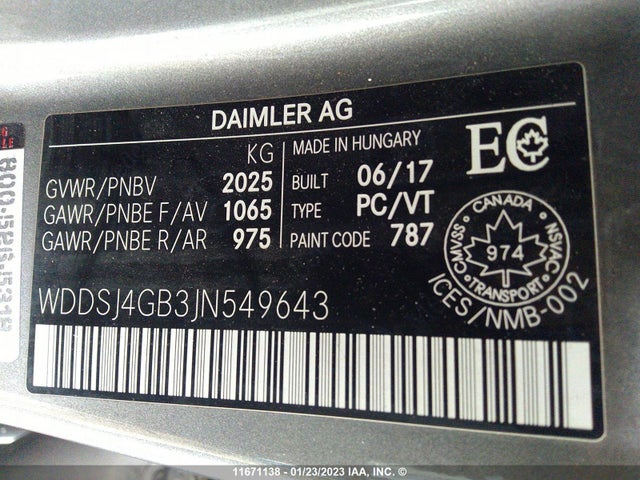 DAIMLER AG
KG
GVWR/PNBV 2025
GAWR/PNBE F/AV 1065
GAWR/PNBE R/AR 975
MADE IN HUNGARY
BUILT 06/17
TYPE PC/VT
PAINT CODE 787
EC
CANADA
CMVSS
NSVAC
974
TRANSPORT
ICES/NMB-002
WDDSJ4GB3JN549643
11671138 - 01/23/2023 IAA, INC. ©